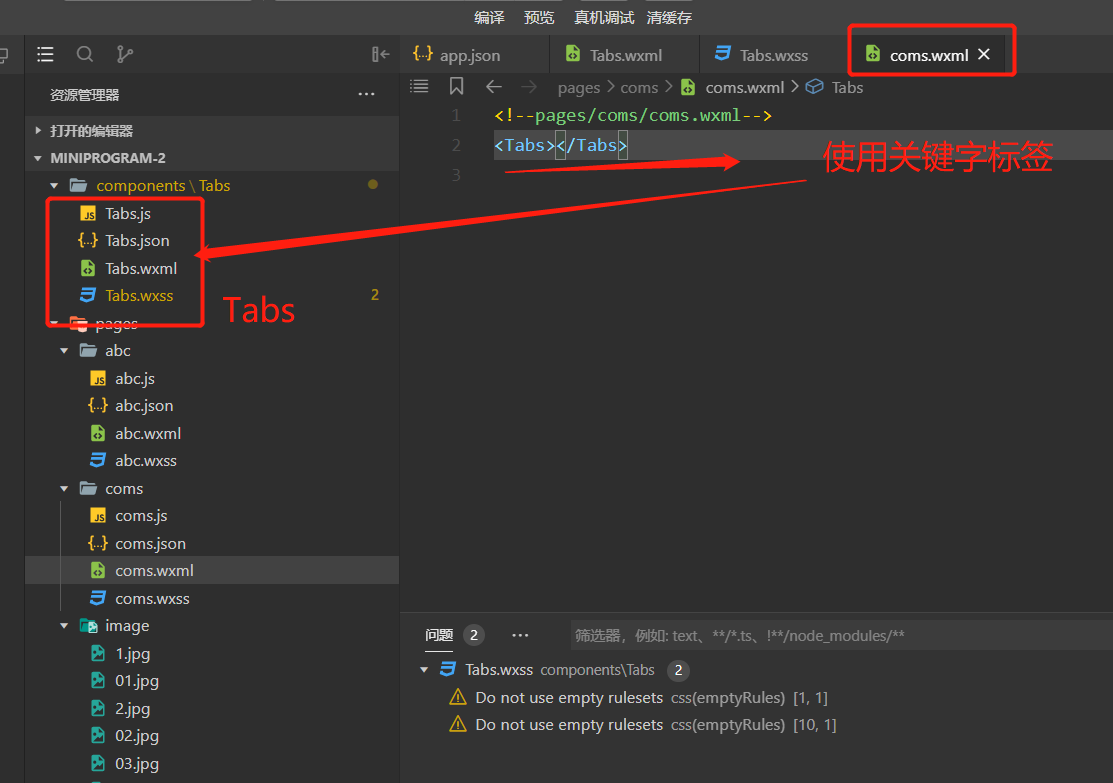 编译 预览 真机调试 清缓存
{..} app.json Tabs.wxml Tabs.wxss coms.wxml ×
资源管理器 ···
pages > coms > coms.wxml > Tabs
打开的编辑器
MINIPROGRAM-2
1 <!--pages/coms/coms.wxml-->
2 <Tabs></Tabs>
3
使用关键字标签
components \ Tabs
JS Tabs.js
{..} Tabs.json
Tabs.wxml
Tabs.wxss 2
Tabs
pages
abc
JS abc.js
{..} abc.json
abc.wxml
abc.wxss
coms
JS coms.js
{..} coms.json
coms.wxml
coms.wxss
image
1.jpg
01.jpg
2.jpg
02.jpg
03.jpg
问题 2 ··· 筛选器，例如: text、**/*.ts、!**/node_modules/**
Tabs.wxss components\Tabs 2
Do not use empty rulesets css(emptyRules) [1, 1]
Do not use empty rulesets css(emptyRules) [10, 1]